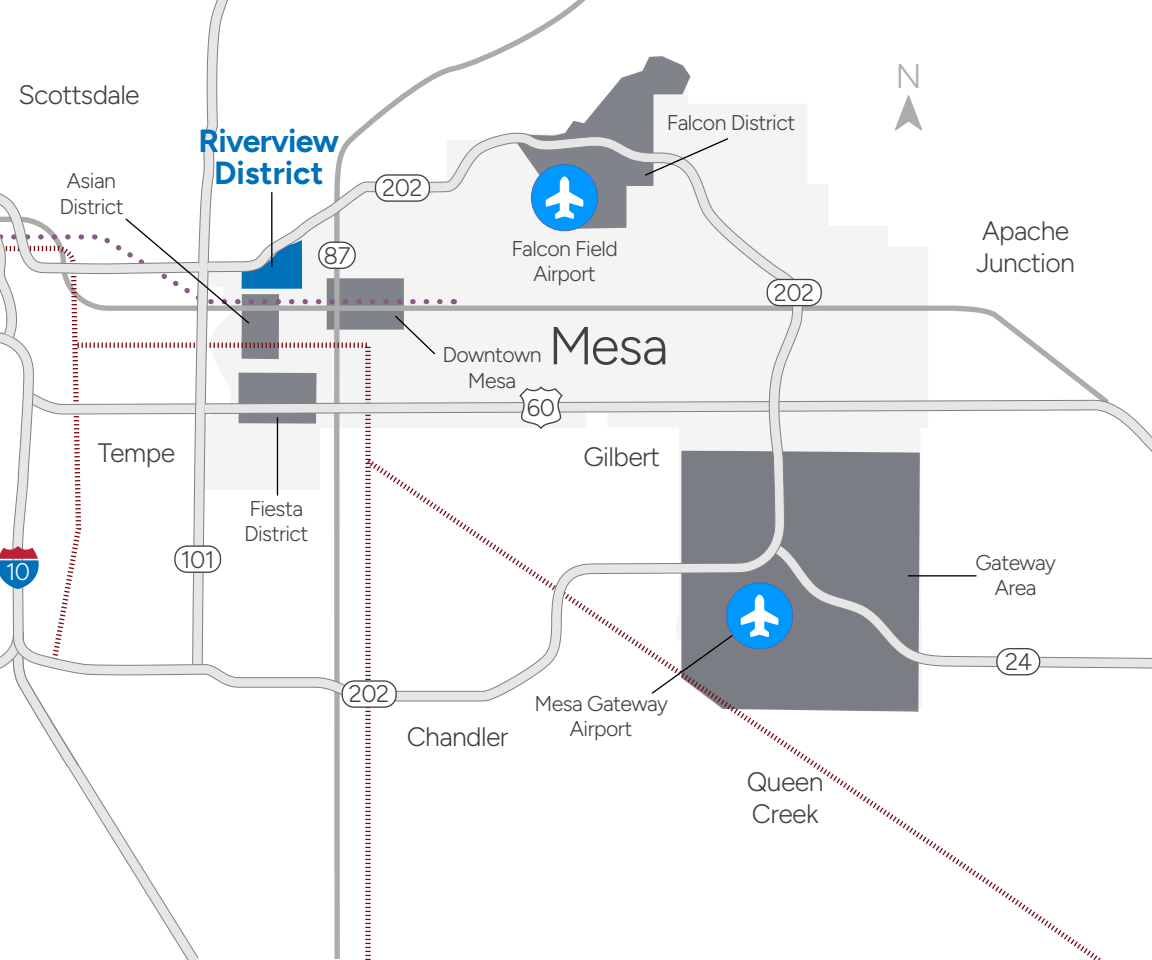 N
Scottsdale
Falcon District
Riverview
District
Asian
District
202
87
Falcon Field
Airport
Apache
Junction
202
Mesa
Downtown
Mesa
60
Tempe
Gilbert
Fiesta
District
101
10
Gateway
Area
24
202
Mesa Gateway
Airport
Chandler
Queen
Creek